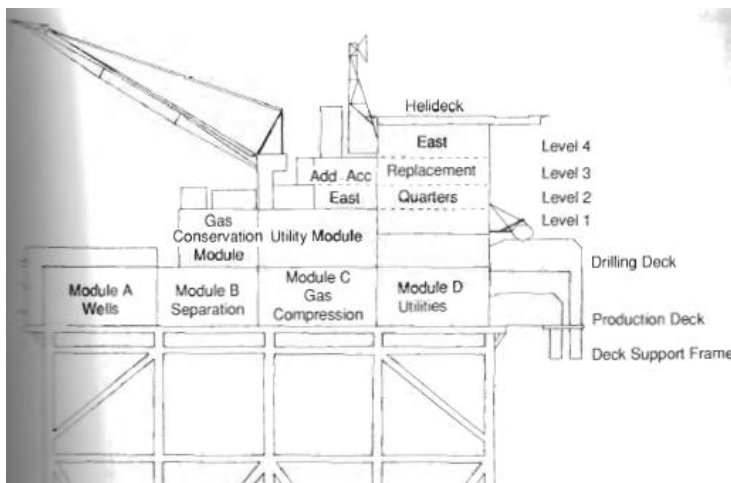 Helideck
East
Level 4
Add - Acc
Replacement
Level 3
East
Quarters
Level 2
Gas
Conservation
Module
Utility Module
Level 1
Drilling Deck
Module A
Wells
Module B
Separation
Module C
Gas
Compression
Module D
Utilities
Production Deck
Deck Support Frame